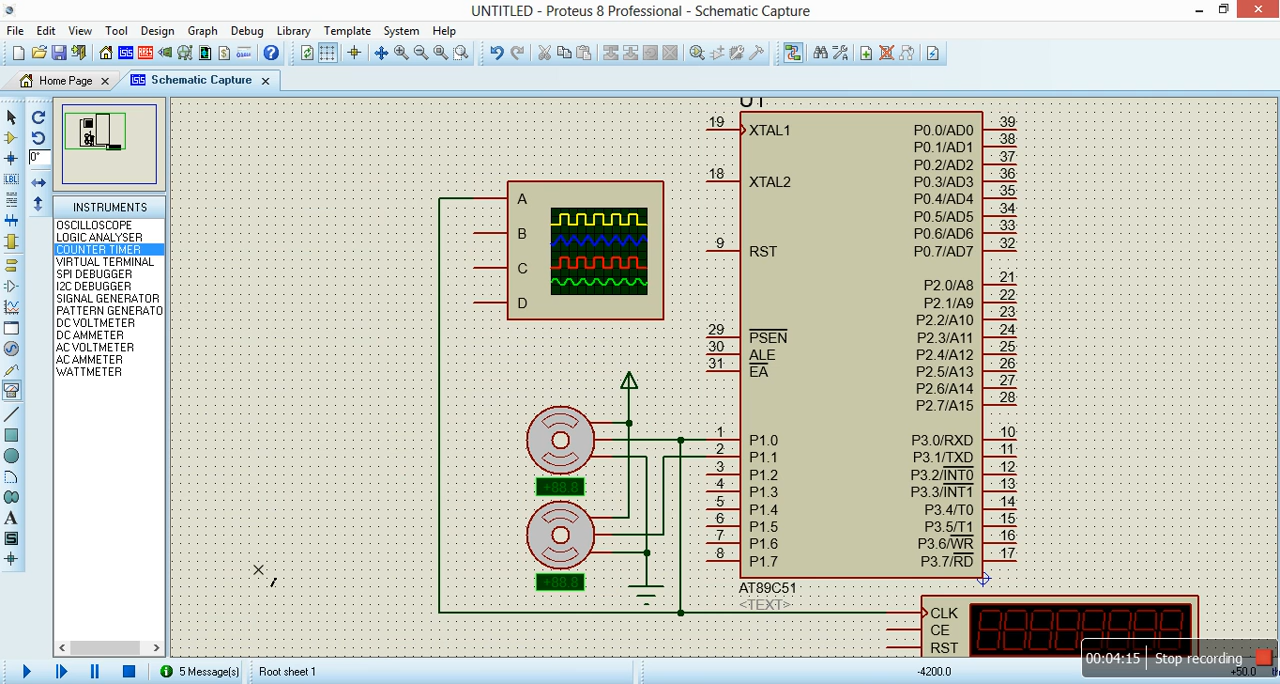 UNTITLED - Proteus 8 Professional - Schematic Capture
File Edit View Tool Design Graph Debug Library Template System Help
Home Page
Schematic Capture
0°
LBL
INSTRUMENTS
OSCILLOSCOPE
LOGIC ANALYSER
COUNTER TIMER
VIRTUAL TERMINAL
SPI DEBUGGER
I2C DEBUGGER
SIGNAL GENERATOR
PATTERN GENERATO
DC VOLTMETER
DC AMMETER
AC VOLTMETER
AC AMMETER
WATTMETER
A
B
C
D
U1
19 XTAL1 P0.0/AD0 39
P0.1/AD1 38
P0.2/AD2 37
18 XTAL2 P0.3/AD3 36
P0.4/AD4 35
P0.5/AD5 34
P0.6/AD6 33
9 RST P0.7/AD7 32
P2.0/A8 21
P2.1/A9 22
P2.2/A10 23
29 PSEN P2.3/A11 24
30 ALE P2.4/A12 25
31 EA P2.5/A13 26
P2.6/A14 27
P2.7/A15 28
1 P1.0 P3.0/RXD 10
2 P1.1 P3.1/TXD 11
3 P1.2 P3.2/INT0 12
4 P1.3 P3.3/INT1 13
5 P1.4 P3.4/T0 14
6 P1.5 P3.5/T1 15
7 P1.6 P3.6/WR 16
8 P1.7 P3.7/RD 17
+88.8
+88.8
AT89C51
<TEXT>
CLK
CE
RST
00:04:15 Stop recording
5 Message(s) Root sheet 1 -4200.0 +50.0